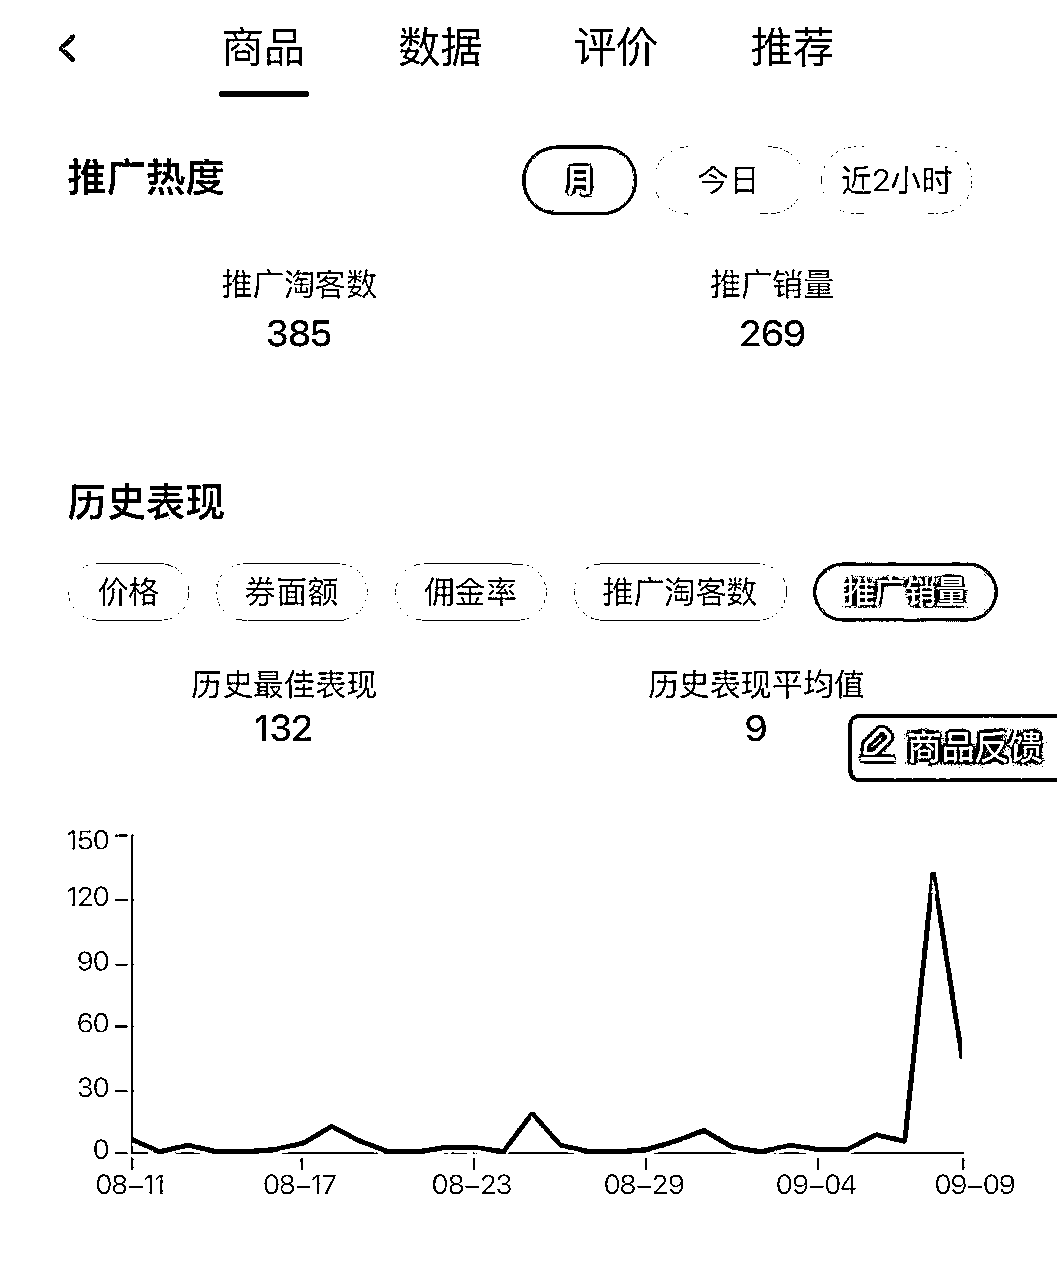 商品 数据 评价 推荐
推广热度 月 今日 近2小时
推广淘客数 推广销量
385 269
历史表现
价格 券面额 佣金率 推广淘客数 推广销量
历史最佳表现 历史表现平均值
132 9
商品反馈
150
120
90
60
30
0
08-11 08-17 08-23 08-29 09-04 09-09